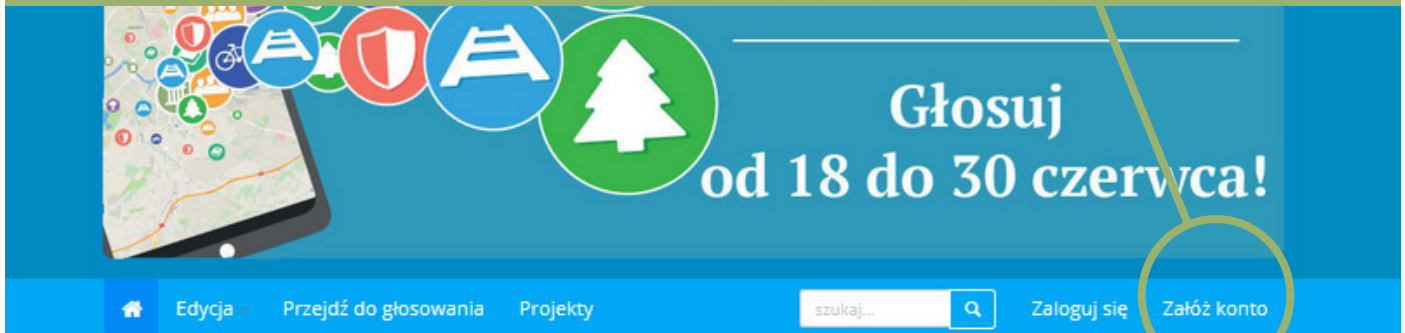 Głosuj
od 18 do 30 czerwca!
Edycja Przejdź do głosowania Projekty szukaj... Zaloguj się Załóż konto